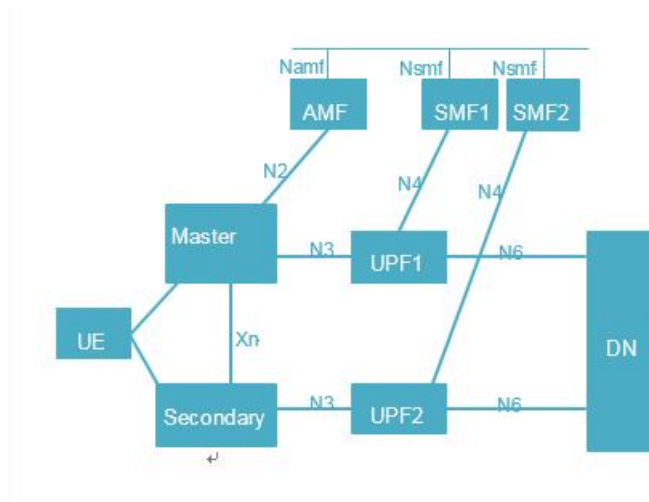 Namf
Nsmf
Nsmf
AMF
SMF1
SMF2
N2
N4
N4
Master
N3
UPF1
N6
UE
Xn
DN
Secondary
N3
UPF2
N6